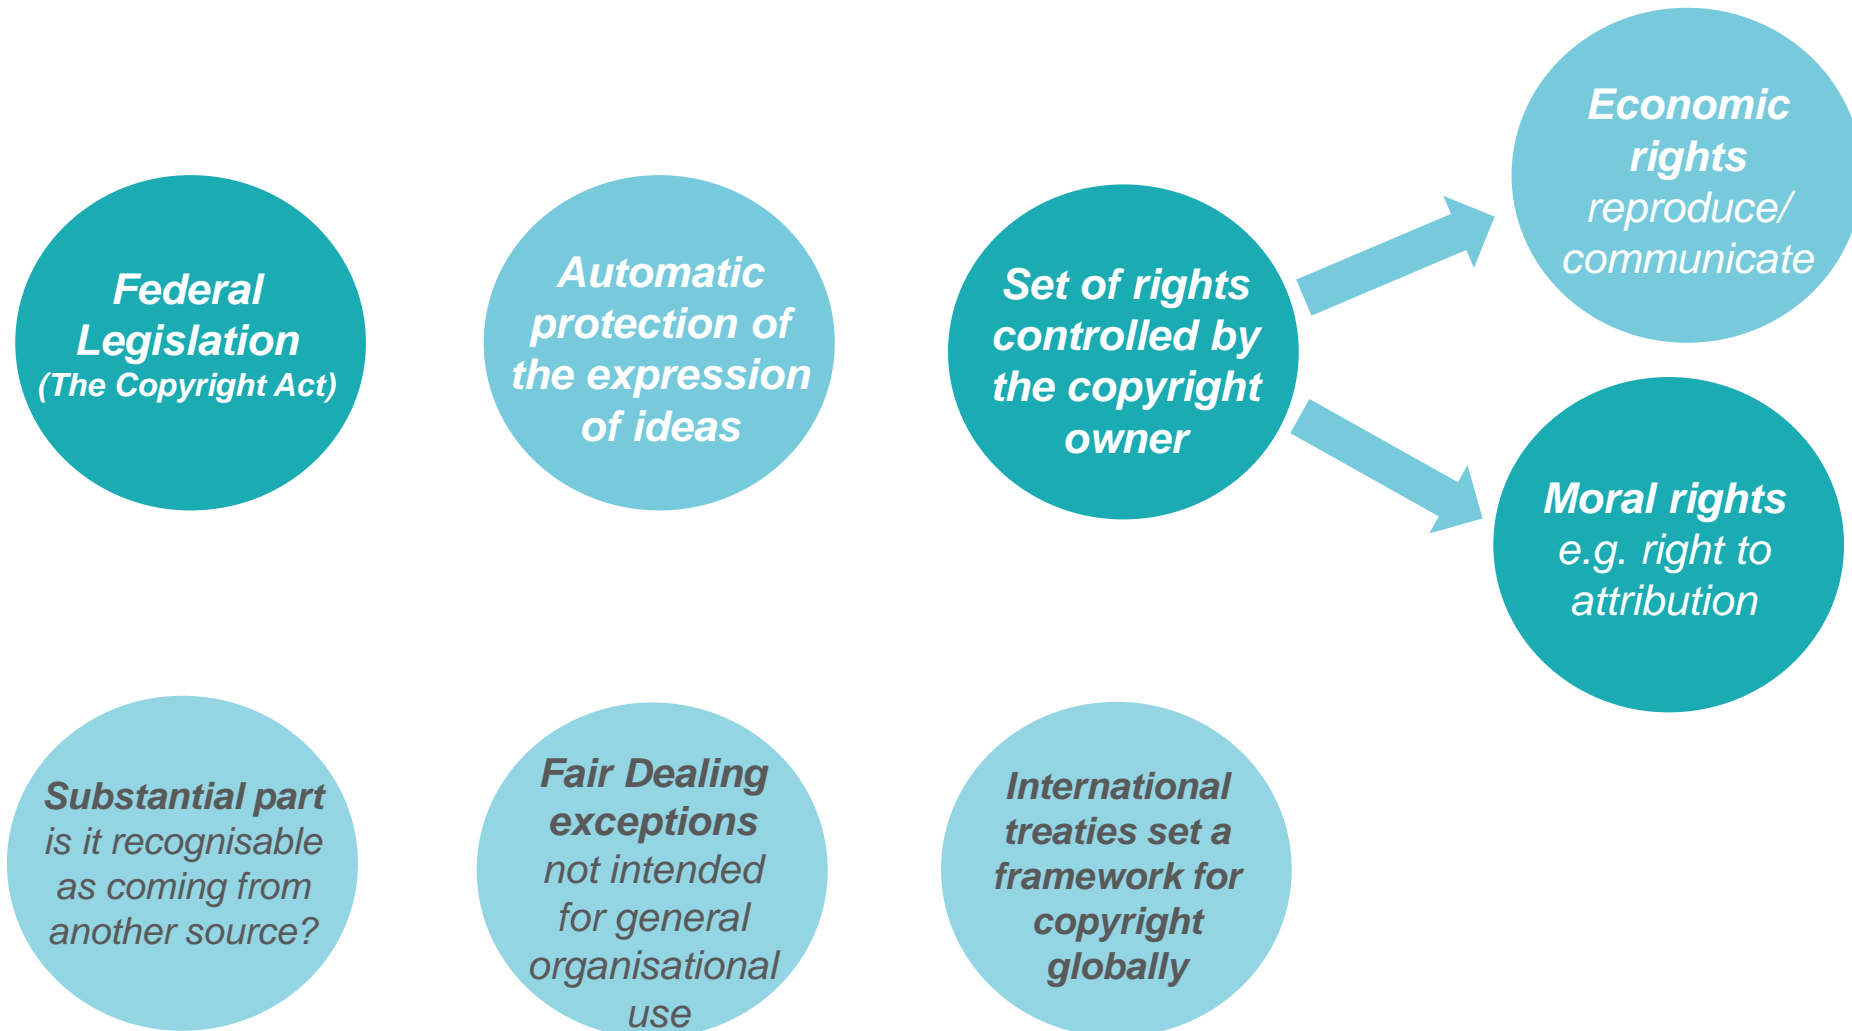 Federal
Legislation
(The Copyright Act)
Automatic
protection of
the expression
of ideas
Set of rights
controlled by
the copyright
owner
Economic
rights
reproduce/
communicate
Moral rights
e.g. right to
attribution
Substantial part
is it recognisable
as coming from
another source?
Fair Dealing
exceptions
not intended
for general
organisational
use
International
treaties set a
framework for
copyright
globally